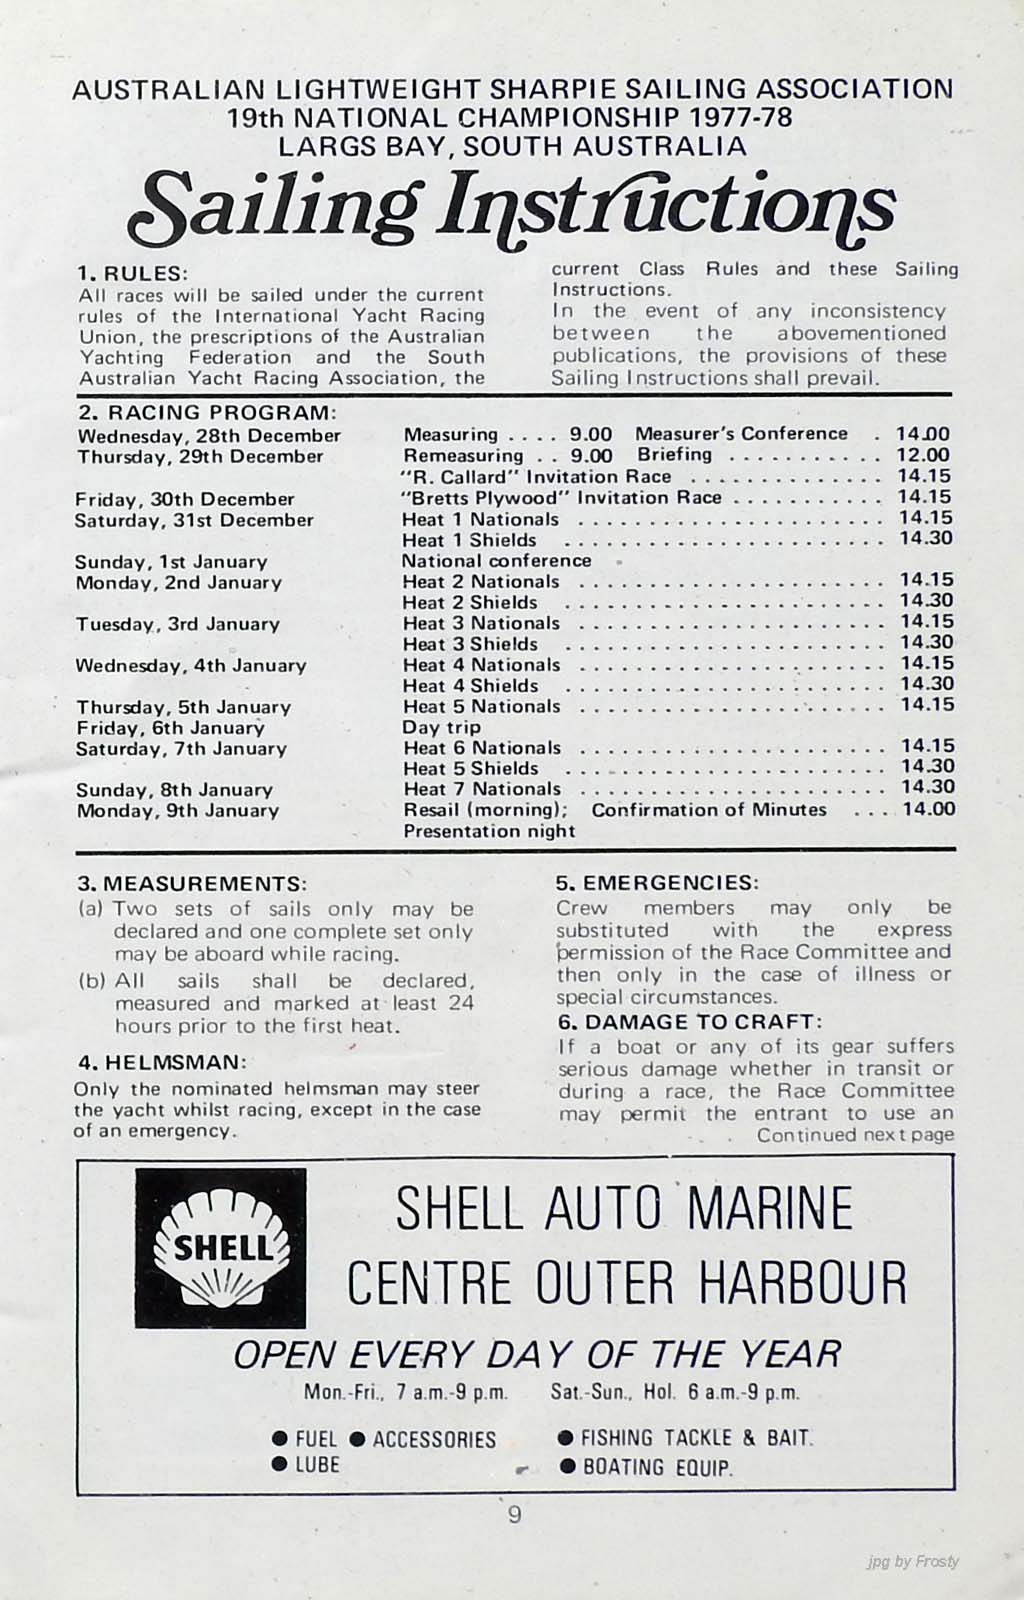 AUSTRALIAN LIGHTWEIGHT SHARPIE SAILING ASSOCIATION
19th NATIONAL CHAMPIONSHIP 1977-78
LARGS BAY, SOUTH AUSTRALIA
Sailing Instructions
1. RULES:
All races will be sailed under the current
rules of the International Yacht Racing
Union, the prescriptions of the Australian
Yachting Federation and the South
Australian Yacht Racing Association, the
current Class Rules and these Sailing
Instructions.
In the event of any inconsistency
between the abovementioned
publications, the provisions of these
Sailing Instructions shall prevail.
2. RACING PROGRAM:
Wednesday, 28th December Measuring . . . . 9.00 Measurer's Conference . 14.00
Thursday, 29th December Remeasuring . . 9.00 Briefing . . . . . . . . . . . 12.00
"R. Callard" Invitation Race . . . . . . . . . . . . . . 14.15
Friday, 30th December "Bretts Plywood" Invitation Race . . . . . . . . . . . 14.15
Saturday, 31st December Heat 1 Nationals . . . . . . . . . . . . . . . . . . . . . . 14.15
Heat 1 Shields . . . . . . . . . . . . . . . . . . . . . . . 14.30
Sunday, 1st January National conference
Monday, 2nd January Heat 2 Nationals . . . . . . . . . . . . . . . . . . . . . . 14.15
Heat 2 Shields . . . . . . . . . . . . . . . . . . . . . . . 14.30
Tuesday, 3rd January Heat 3 Nationals . . . . . . . . . . . . . . . . . . . . . . 14.15
Heat 3 Shields . . . . . . . . . . . . . . . . . . . . . . . 14.30
Wednesday, 4th January Heat 4 Nationals . . . . . . . . . . . . . . . . . . . . . . 14.15
Heat 4 Shields . . . . . . . . . . . . . . . . . . . . . . . 14.30
Thursday, 5th January Heat 5 Nationals . . . . . . . . . . . . . . . . . . . . . . 14.15
Friday, 6th January Day trip
Saturday, 7th January Heat 6 Nationals . . . . . . . . . . . . . . . . . . . . . . 14.15
Heat 5 Shields . . . . . . . . . . . . . . . . . . . . . . . 14.30
Sunday, 8th January Heat 7 Nationals . . . . . . . . . . . . . . . . . . . . . . 14.30
Monday, 9th January Resail (morning); Confirmation of Minutes . . . . 14.00
Presentation night
3. MEASUREMENTS:
(a) Two sets of sails only may be
declared and one complete set only
may be aboard while racing.
(b) All sails shall be declared,
measured and marked at least 24
hours prior to the first heat.
4. HELMSMAN:
Only the nominated helmsman may steer
the yacht whilst racing, except in the case
of an emergency.
5. EMERGENCIES:
Crew members may only be
substituted with the express
permission of the Race Committee and
then only in the case of illness or
special circumstances.
6. DAMAGE TO CRAFT:
If a boat or any of its gear suffers
serious damage whether in transit or
during a race, the Race Committee
may permit the entrant to use an
Continued next page
SHELL
SHELL AUTO MARINE
CENTRE OUTER HARBOUR
OPEN EVERY DAY OF THE YEAR
Mon.-Fri., 7 a.m.-9 p.m. Sat.-Sun., Hol. 6 a.m.-9 p.m.
● FUEL ● ACCESSORIES ● FISHING TACKLE & BAIT.
● LUBE ● BOATING EQUIP.
9
jpg by Frosty